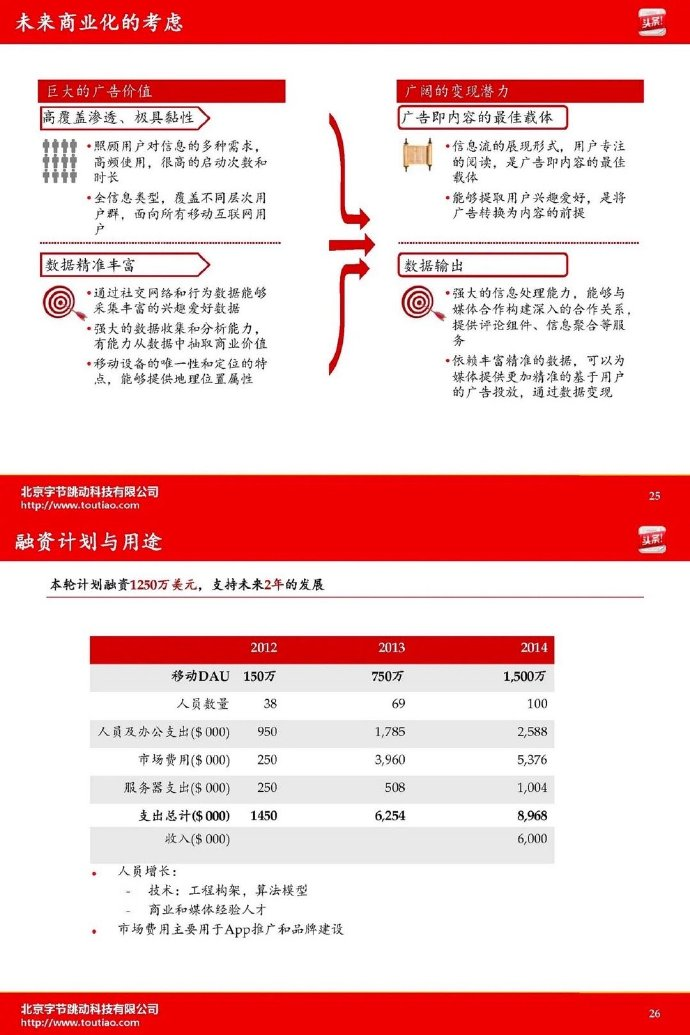 未来商业化的考虑
头条!
巨大的广告价值
高覆盖渗透、极具黏性
•照顾用户对信息的多种需求，
高频使用，很高的启动次数和
时长
•全信息类型，覆盖不同层次用
户群，面向所有移动互联网用
户
数据精准丰富
•通过社交网络和行为数据能够
采集丰富的兴趣爱好数据
•强大的数据收集和分析能力，
有能力从数据中抽取商业价值
•移动设备的唯一性和定位的特
点，能够提供地理位置属性
广阔的变现潜力
广告即内容的最佳载体
•信息流的展现形式，用户专注
的阅读，是广告即内容的最佳
载体
•能够提取用户兴趣爱好，是将
广告转换为内容的前提
数据输出
•强大的信息处理能力，能够与
媒体合作构建深入的合作关系，
提供评论组件、信息聚合等服
务
•依赖丰富精准的数据，可以为
媒体提供更加精准的基于用户
的广告投放，通过数据变现
北京字节跳动科技有限公司
http://www.toutiao.com
25
融资计划与用途
头条!
本轮计划融资1250万美元，支持未来2年的发展
2012 2013 2014
移动DAU 150万 750万 1,500万
人员数量 38 69 100
人员及办公支出($ 000) 950 1,785 2,588
市场费用($ 000) 250 3,960 5,376
服务器支出($ 000) 250 508 1,004
支出总计($ 000) 1450 6,254 8,968
收入($ 000) 6,000
• 人员增长：
- 技术：工程构架，算法模型
- 商业和媒体经验人才
• 市场费用主要用于App推广和品牌建设
北京字节跳动科技有限公司
http://www.toutiao.com
26